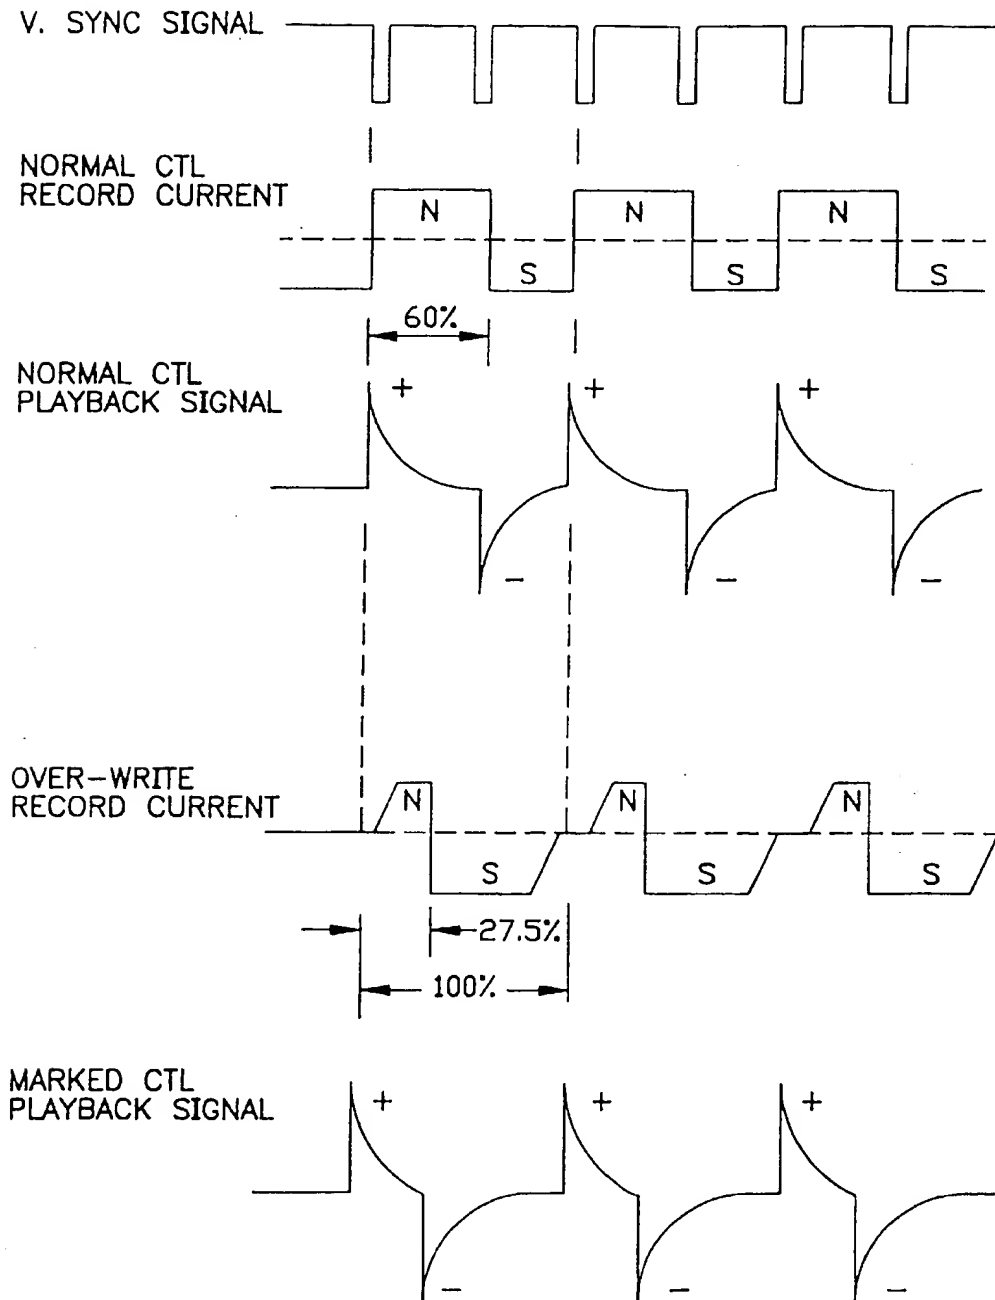 V. SYNC SIGNAL
NORMAL CTL
RECORD CURRENT
N N N
S S S
60%
NORMAL CTL
PLAYBACK SIGNAL
+ + +
- - -
OVER-WRITE
RECORD CURRENT
N N N
S S S
27.5%
100%
MARKED CTL
PLAYBACK SIGNAL
+ + +
- - -